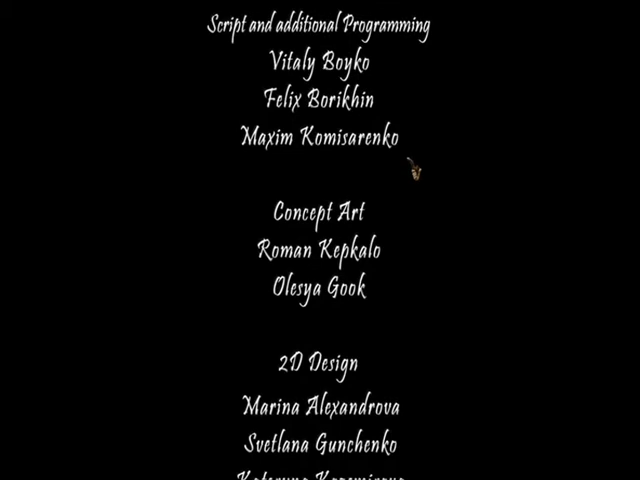 Script and additional Programming
Vitaly Boyko
Felix Borikhin
Maxim Komisarenko
Concept Art
Roman Kepkalo
Olesya Gook
2D Design
Marina Alexandrova
Svetlana Gunchenko